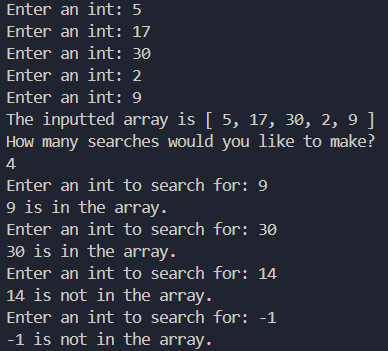 Enter an int: 5
Enter an int: 17
Enter an int: 30
Enter an int: 2
Enter an int: 9
The inputted array is [ 5, 17, 30, 2, 9 ]
How many searches would you like to make?
4
Enter an int to search for: 9
9 is in the array.
Enter an int to search for: 30
30 is in the array.
Enter an int to search for: 14
14 is not in the array.
Enter an int to search for: -1
-1 is not in the array.